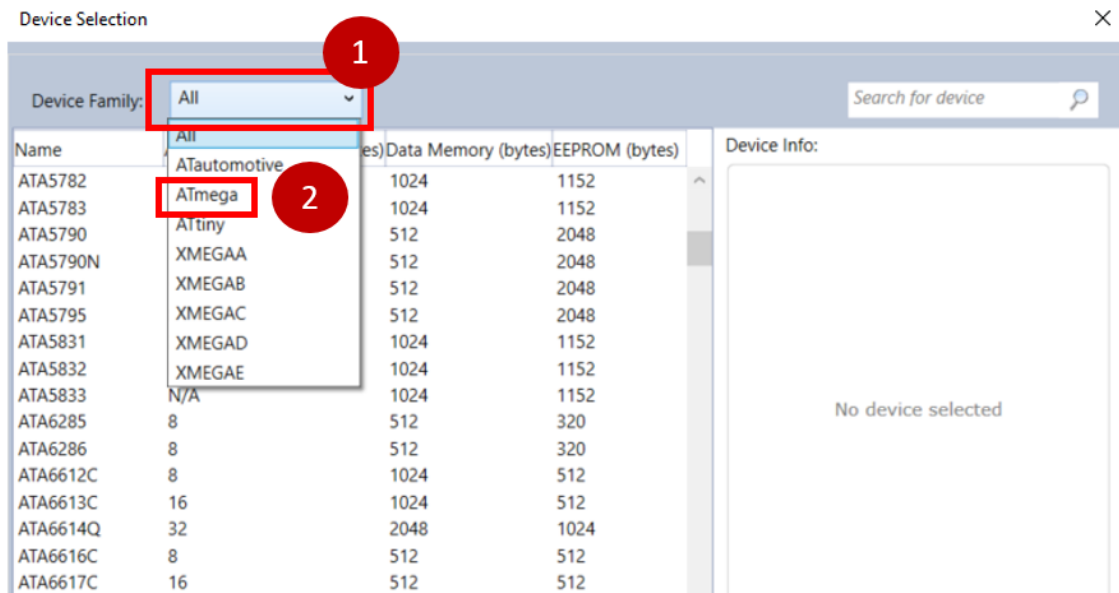 Device Selection
1
Device Family: All
Search for device
All
ATautomotive
ATmega
2
ATtiny
XMEGAA
XMEGAB
XMEGAC
XMEGAD
XMEGAE
Name es) Data Memory (bytes) EEPROM (bytes)
Device Info:
ATA5782 1024 1152
ATA5783 1024 1152
ATA5790 512 2048
ATA5790N 512 2048
ATA5791 512 2048
ATA5795 512 2048
ATA5831 1024 1152
ATA5832 1024 1152
ATA5833 N/A 1024 1152
No device selected
ATA6285 8 512 320
ATA6286 8 512 320
ATA6612C 8 1024 512
ATA6613C 16 1024 512
ATA6614Q 32 2048 1024
ATA6616C 8 512 512
ATA6617C 16 512 512